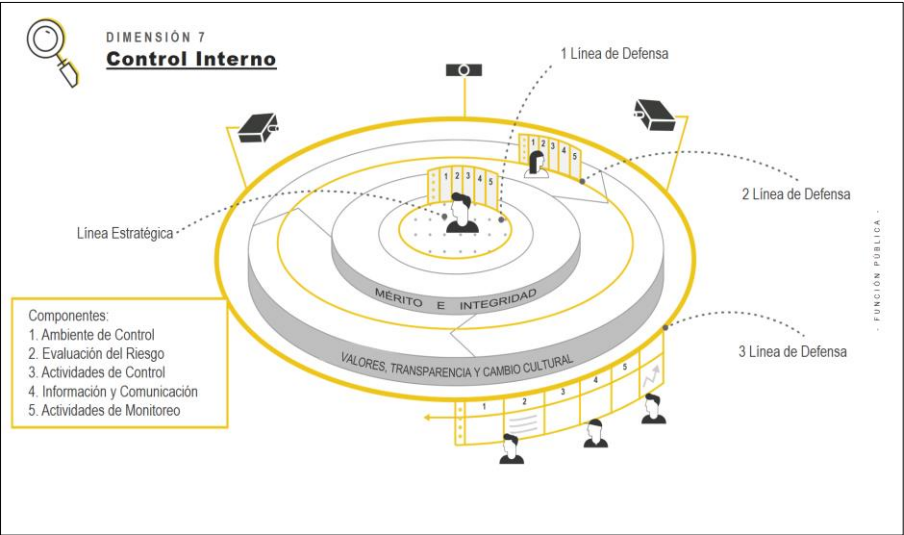 DIMENSIÓN 7
Control Interno
1 Línea de Defensa
1 2 3 4 5
1 2 3 4 5
2 Línea de Defensa
Línea Estratégica
- FUNCIÓN PÚBLICA -
MÉRITO E INTEGRIDAD
VALORES, TRANSPARENCIA Y CAMBIO CULTURAL
3 Línea de Defensa
Componentes:
1. Ambiente de Control
2. Evaluación del Riesgo
3. Actividades de Control
4. Información y Comunicación
5. Actividades de Monitoreo
1 2 3 4 5